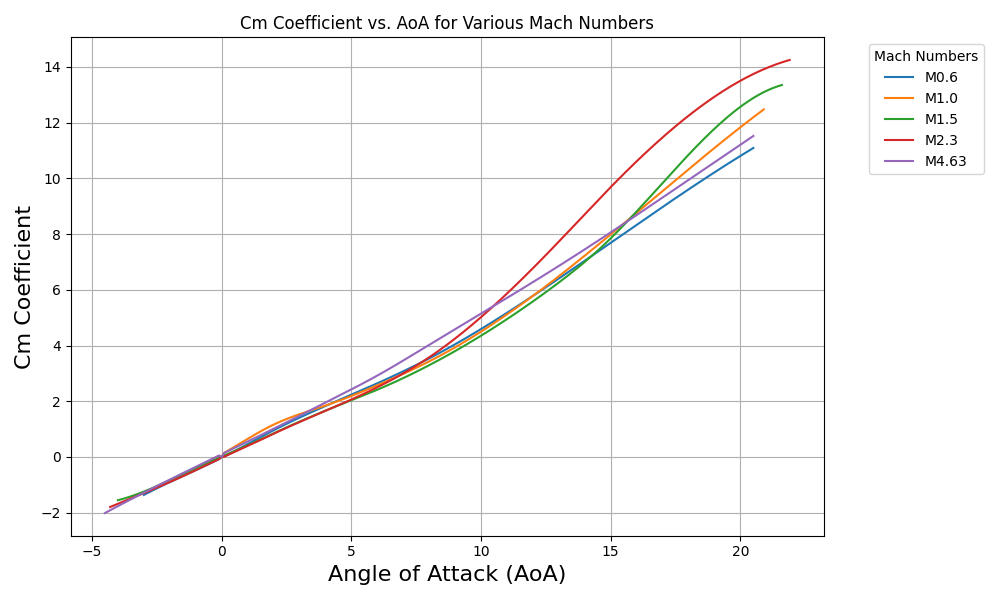 Cm Coefficient vs. AoA for Various Mach Numbers
Mach Numbers
M0.6
M1.0
M1.5
M2.3
M4.63
14
12
10
8
6
4
2
0
−2
Cm Coefficient
−5
0
5
10
15
20
Angle of Attack (AoA)